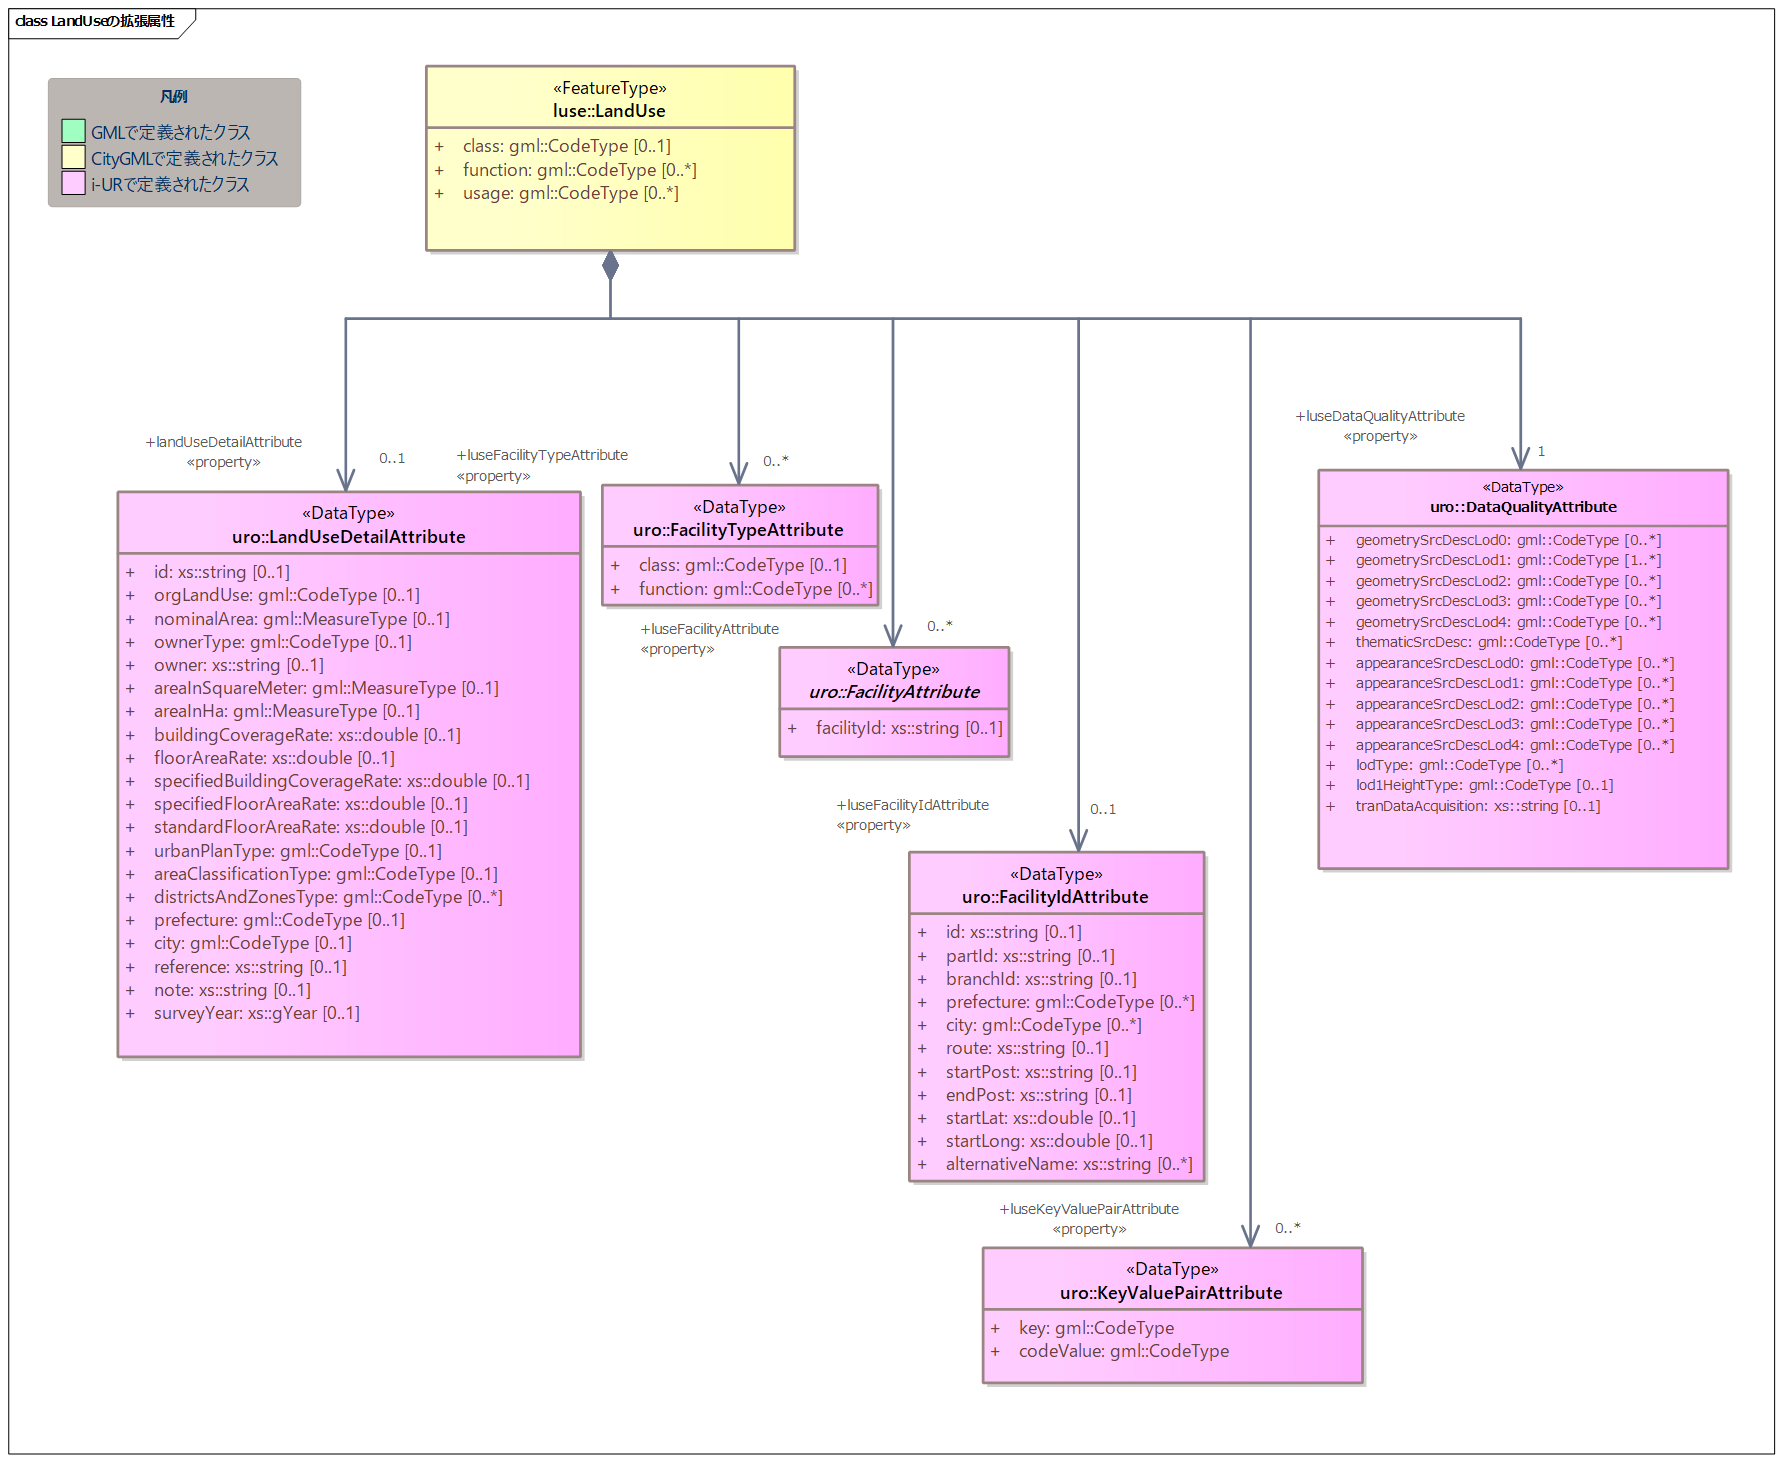 class LandUseの拡張属性
凡例
GMLで定義されたクラス
CityGMLで定義されたクラス
i-URで定義されたクラス
«FeatureType»
luse::LandUse
+ class: gml::CodeType [0..1]
+ function: gml::CodeType [0..*]
+ usage: gml::CodeType [0..*]
+landUseDetailAttribute
«property»
0..1
«DataType»
uro::LandUseDetailAttribute
+ id: xs::string [0..1]
+ orgLandUse: gml::CodeType [0..1]
+ nominalArea: gml::MeasureType [0..1]
+ ownerType: gml::CodeType [0..1]
+ owner: xs::string [0..1]
+ areaInSquareMeter: gml::MeasureType [0..1]
+ areaInHa: gml::MeasureType [0..1]
+ buildingCoverageRate: xs::double [0..1]
+ floorAreaRate: xs::double [0..1]
+ specifiedBuildingCoverageRate: xs::double [0..1]
+ specifiedFloorAreaRate: xs::double [0..1]
+ standardFloorAreaRate: xs::double [0..1]
+ urbanPlanType: gml::CodeType [0..1]
+ areaClassificationType: gml::CodeType [0..1]
+ districtsAndZonesType: gml::CodeType [0..*]
+ prefecture: gml::CodeType [0..1]
+ city: gml::CodeType [0..1]
+ reference: xs::string [0..1]
+ note: xs::string [0..1]
+ surveyYear: xs::gYear [0..1]
+luseFacilityTypeAttribute
«property»
0..*
«DataType»
uro::FacilityTypeAttribute
+ class: gml::CodeType [0..1]
+ function: gml::CodeType [0..*]
+luseFacilityAttribute
«property»
0..*
«DataType»
uro::FacilityAttribute
+ facilityId: xs::string [0..1]
+luseFacilityIdAttribute
«property»
0..1
«DataType»
uro::FacilityIdAttribute
+ id: xs::string [0..1]
+ partId: xs::string [0..1]
+ branchId: xs::string [0..1]
+ prefecture: gml::CodeType [0..*]
+ city: gml::CodeType [0..*]
+ route: xs::string [0..1]
+ startPost: xs::string [0..1]
+ endPost: xs::string [0..1]
+ startLat: xs::double [0..1]
+ startLong: xs::double [0..1]
+ alternativeName: xs::string [0..*]
+luseKeyValuePairAttribute
«property»
0..*
«DataType»
uro::KeyValuePairAttribute
+ key: gml::CodeType
+ codeValue: gml::CodeType
+luseDataQualityAttribute
«property»
1
«DataType»
uro::DataQualityAttribute
+ geometrySrcDescLod0: gml::CodeType [0..*]
+ geometrySrcDescLod1: gml::CodeType [1..*]
+ geometrySrcDescLod2: gml::CodeType [0..*]
+ geometrySrcDescLod3: gml::CodeType [0..*]
+ geometrySrcDescLod4: gml::CodeType [0..*]
+ thematicSrcDesc: gml::CodeType [0..*]
+ appearanceSrcDescLod0: gml::CodeType [0..*]
+ appearanceSrcDescLod1: gml::CodeType [0..*]
+ appearanceSrcDescLod2: gml::CodeType [0..*]
+ appearanceSrcDescLod3: gml::CodeType [0..*]
+ appearanceSrcDescLod4: gml::CodeType [0..*]
+ lodType: gml::CodeType [0..*]
+ lod1HeightType: gml::CodeType [0..1]
+ tranDataAcquisition: xs::string [0..1]